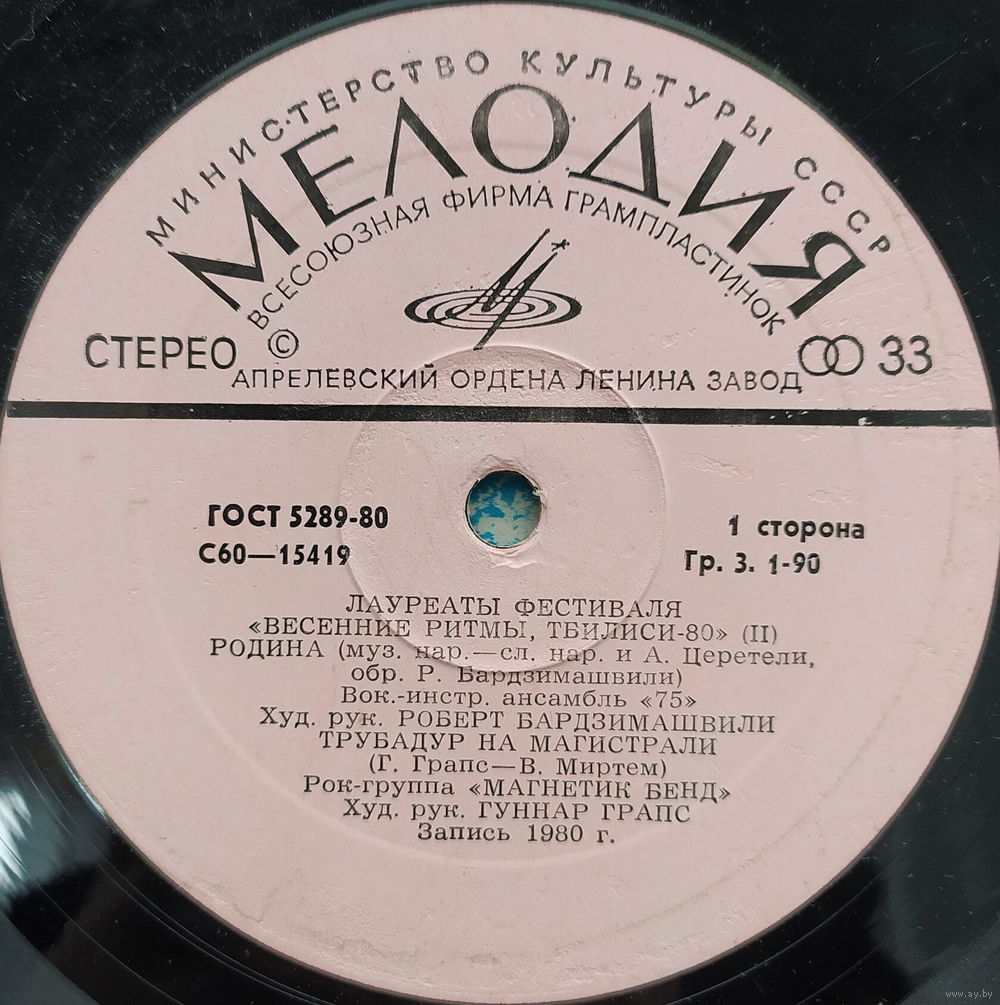 МИНИСТЕРСТВО КУЛЬТУРЫ СССР
МЕЛОДИЯ
ВСЕСОЮЗНАЯ ФИРМА ГРАМПЛАСТИНОК
СТЕРЕО © 33
АПРЕЛЕВСКИЙ ОРДЕНА ЛЕНИНА ЗАВОД
ГОСТ 5289-80
С60—15419
1 сторона
Гр. 3. 1-90
ЛАУРЕАТЫ ФЕСТИВАЛЯ
«ВЕСЕННИЕ РИТМЫ, ТБИЛИСИ-80» (II)
РОДИНА (муз. нар.—сл. нар. и А. Церетели,
обр. Р. Бардзимашвили)
Вок.-инстр. ансамбль «75»
Худ. рук. РОБЕРТ БАРДЗИМАШВИЛИ
ТРУБАДУР НА МАГИСТРАЛИ
(Г. Грапс—В. Миртем)
Рок-группа «МАГНЕТИК БЕНД»
Худ. рук. ГУННАР ГРАПС
Запись 1980 г.
www.ay.by